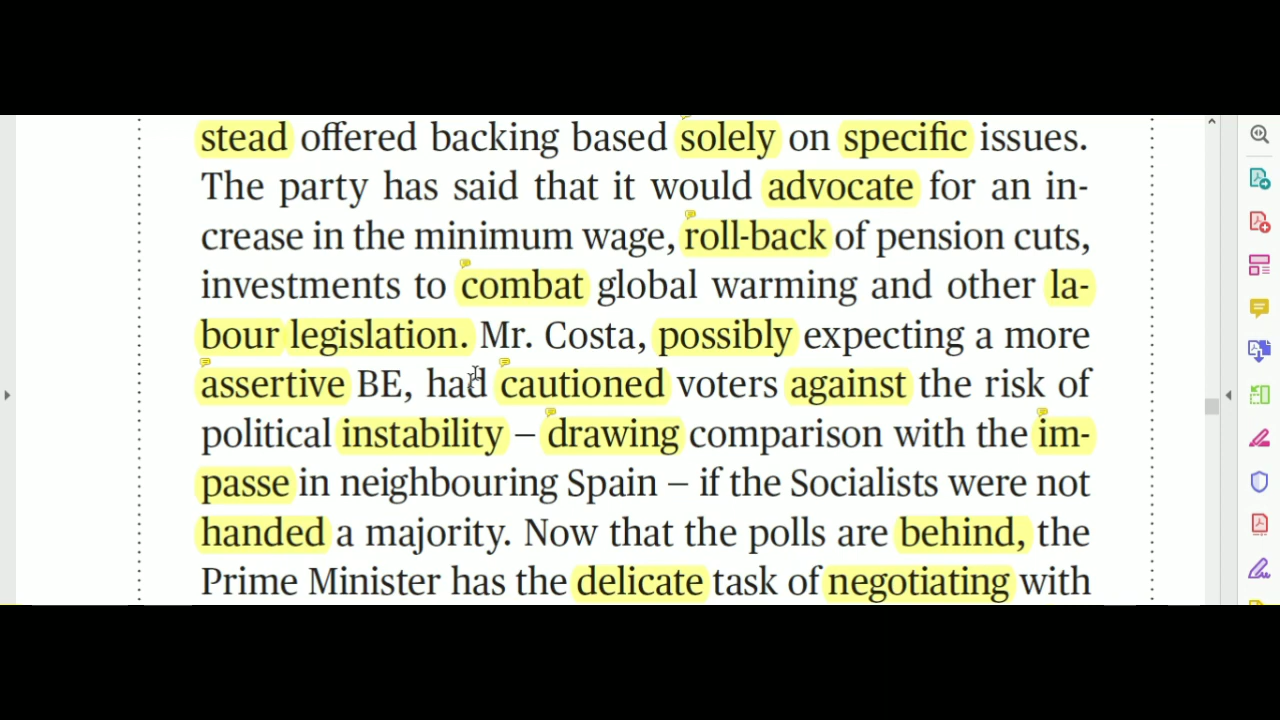 stead offered backing based solely on specific issues.
The party has said that it would advocate for an in-
crease in the minimum wage, roll-back of pension cuts,
investments to combat global warming and other la-
bour legislation. Mr. Costa, possibly expecting a more
assertive BE, had cautioned voters against the risk of
political instability – drawing comparison with the im-
passe in neighbouring Spain – if the Socialists were not
handed a majority. Now that the polls are behind, the
Prime Minister has the delicate task of negotiating with